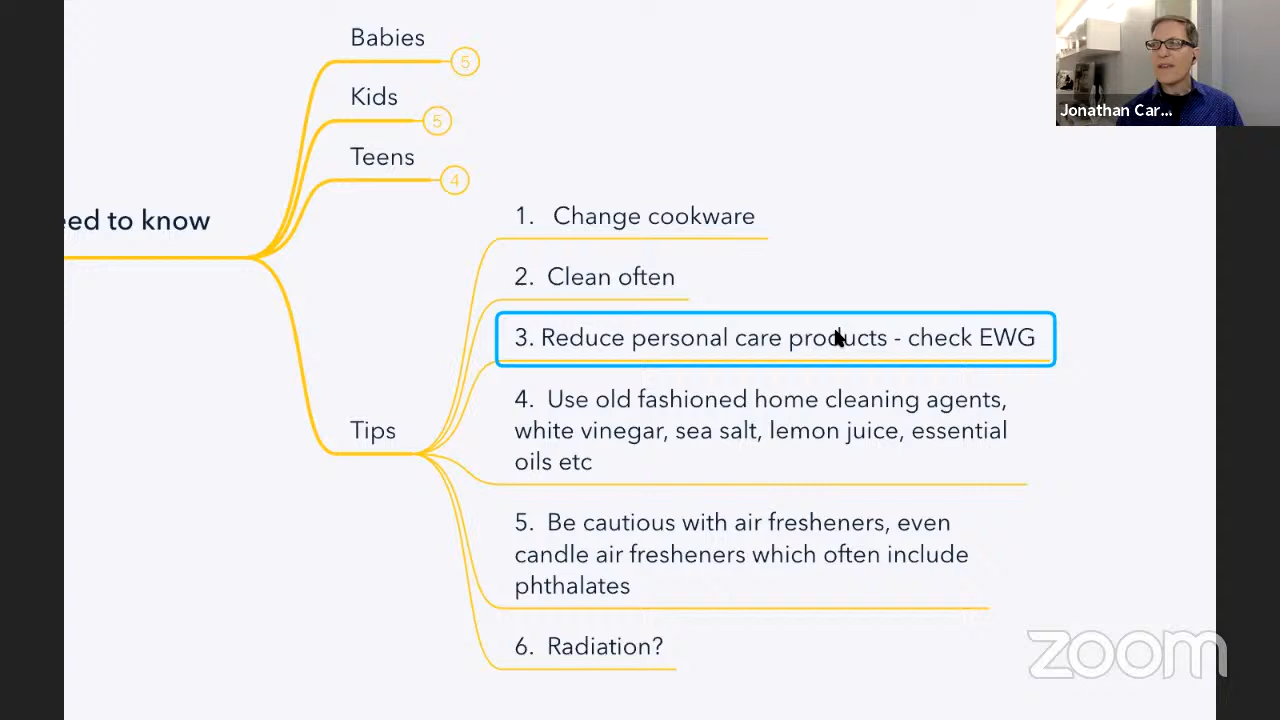 Babies
5
Kids
5
Teens
4
eed to know
Tips
1. Change cookware
2. Clean often
3. Reduce personal care products - check EWG
4. Use old fashioned home cleaning agents,
white vinegar, sea salt, lemon juice, essential
oils etc
5. Be cautious with air fresheners, even
candle air fresheners which often include
phthalates
6. Radiation?
Jonathan Car...
zoom